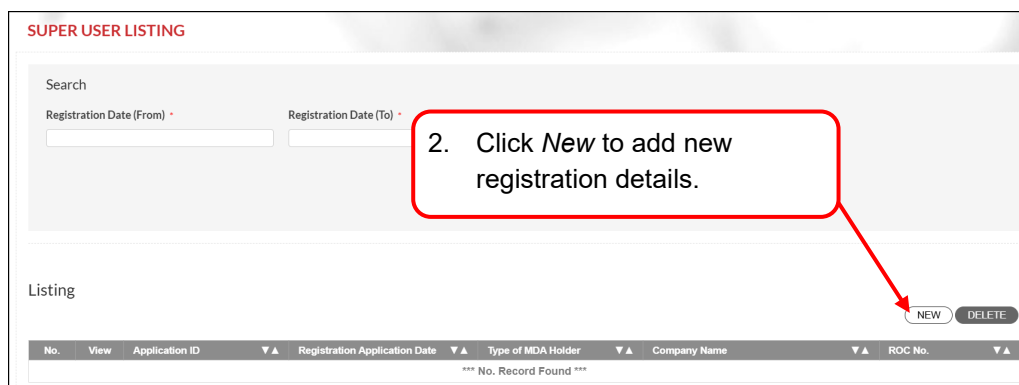 SUPER USER LISTING
Search
Registration Date (From) *
Registration Date (To) *
2. Click New to add new
registration details.
Listing
NEW DELETE
No. View Application ID ▼▲ Registration Application Date ▼▲ Type of MDA Holder ▼▲ Company Name ▼▲ ROC No. ▼▲
*** No. Record Found ***